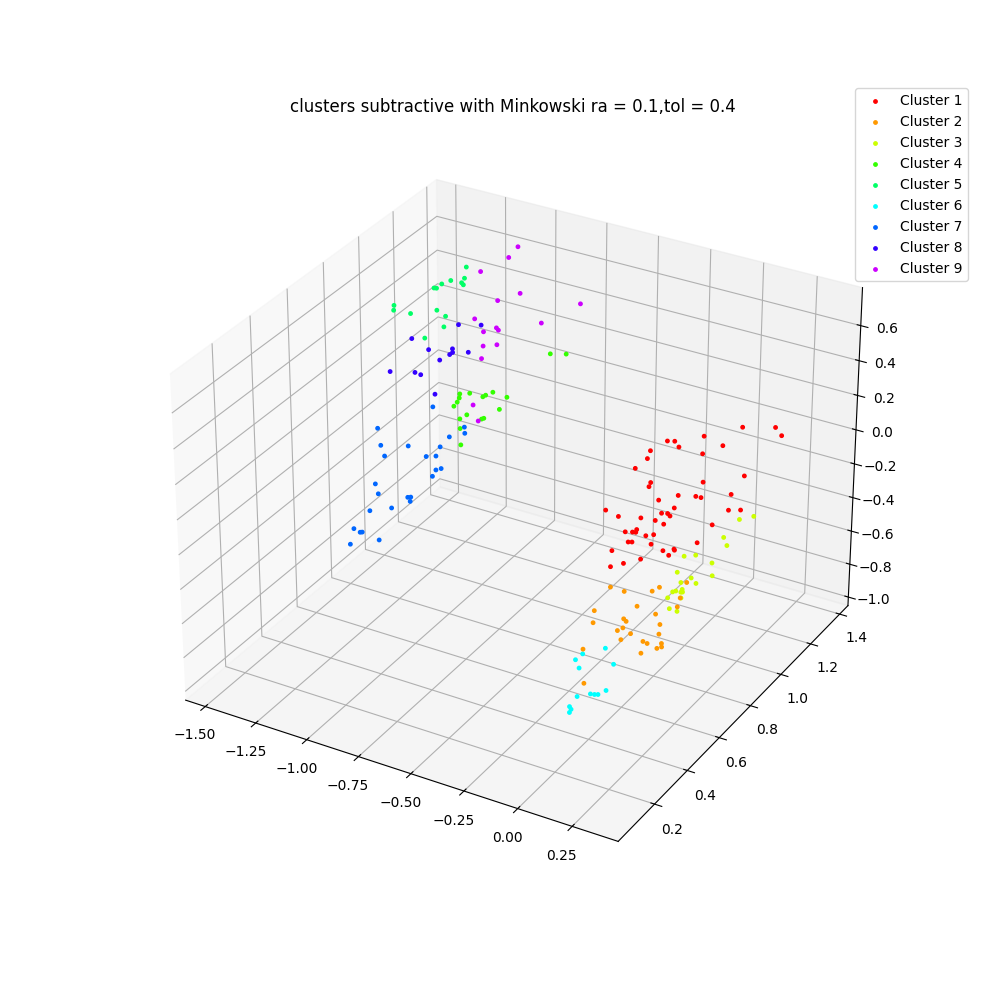 clusters subtractive with Minkowski ra = 0.1,tol = 0.4
Cluster 1
Cluster 2
Cluster 3
Cluster 4
Cluster 5
Cluster 6
Cluster 7
Cluster 8
Cluster 9
0.6
0.4
0.2
0.0
−0.2
−0.4
−0.6
−0.8
−1.0
1.4
1.2
1.0
0.8
0.6
0.4
0.2
−1.50
−1.25
−1.00
−0.75
−0.50
−0.25
0.00
0.25